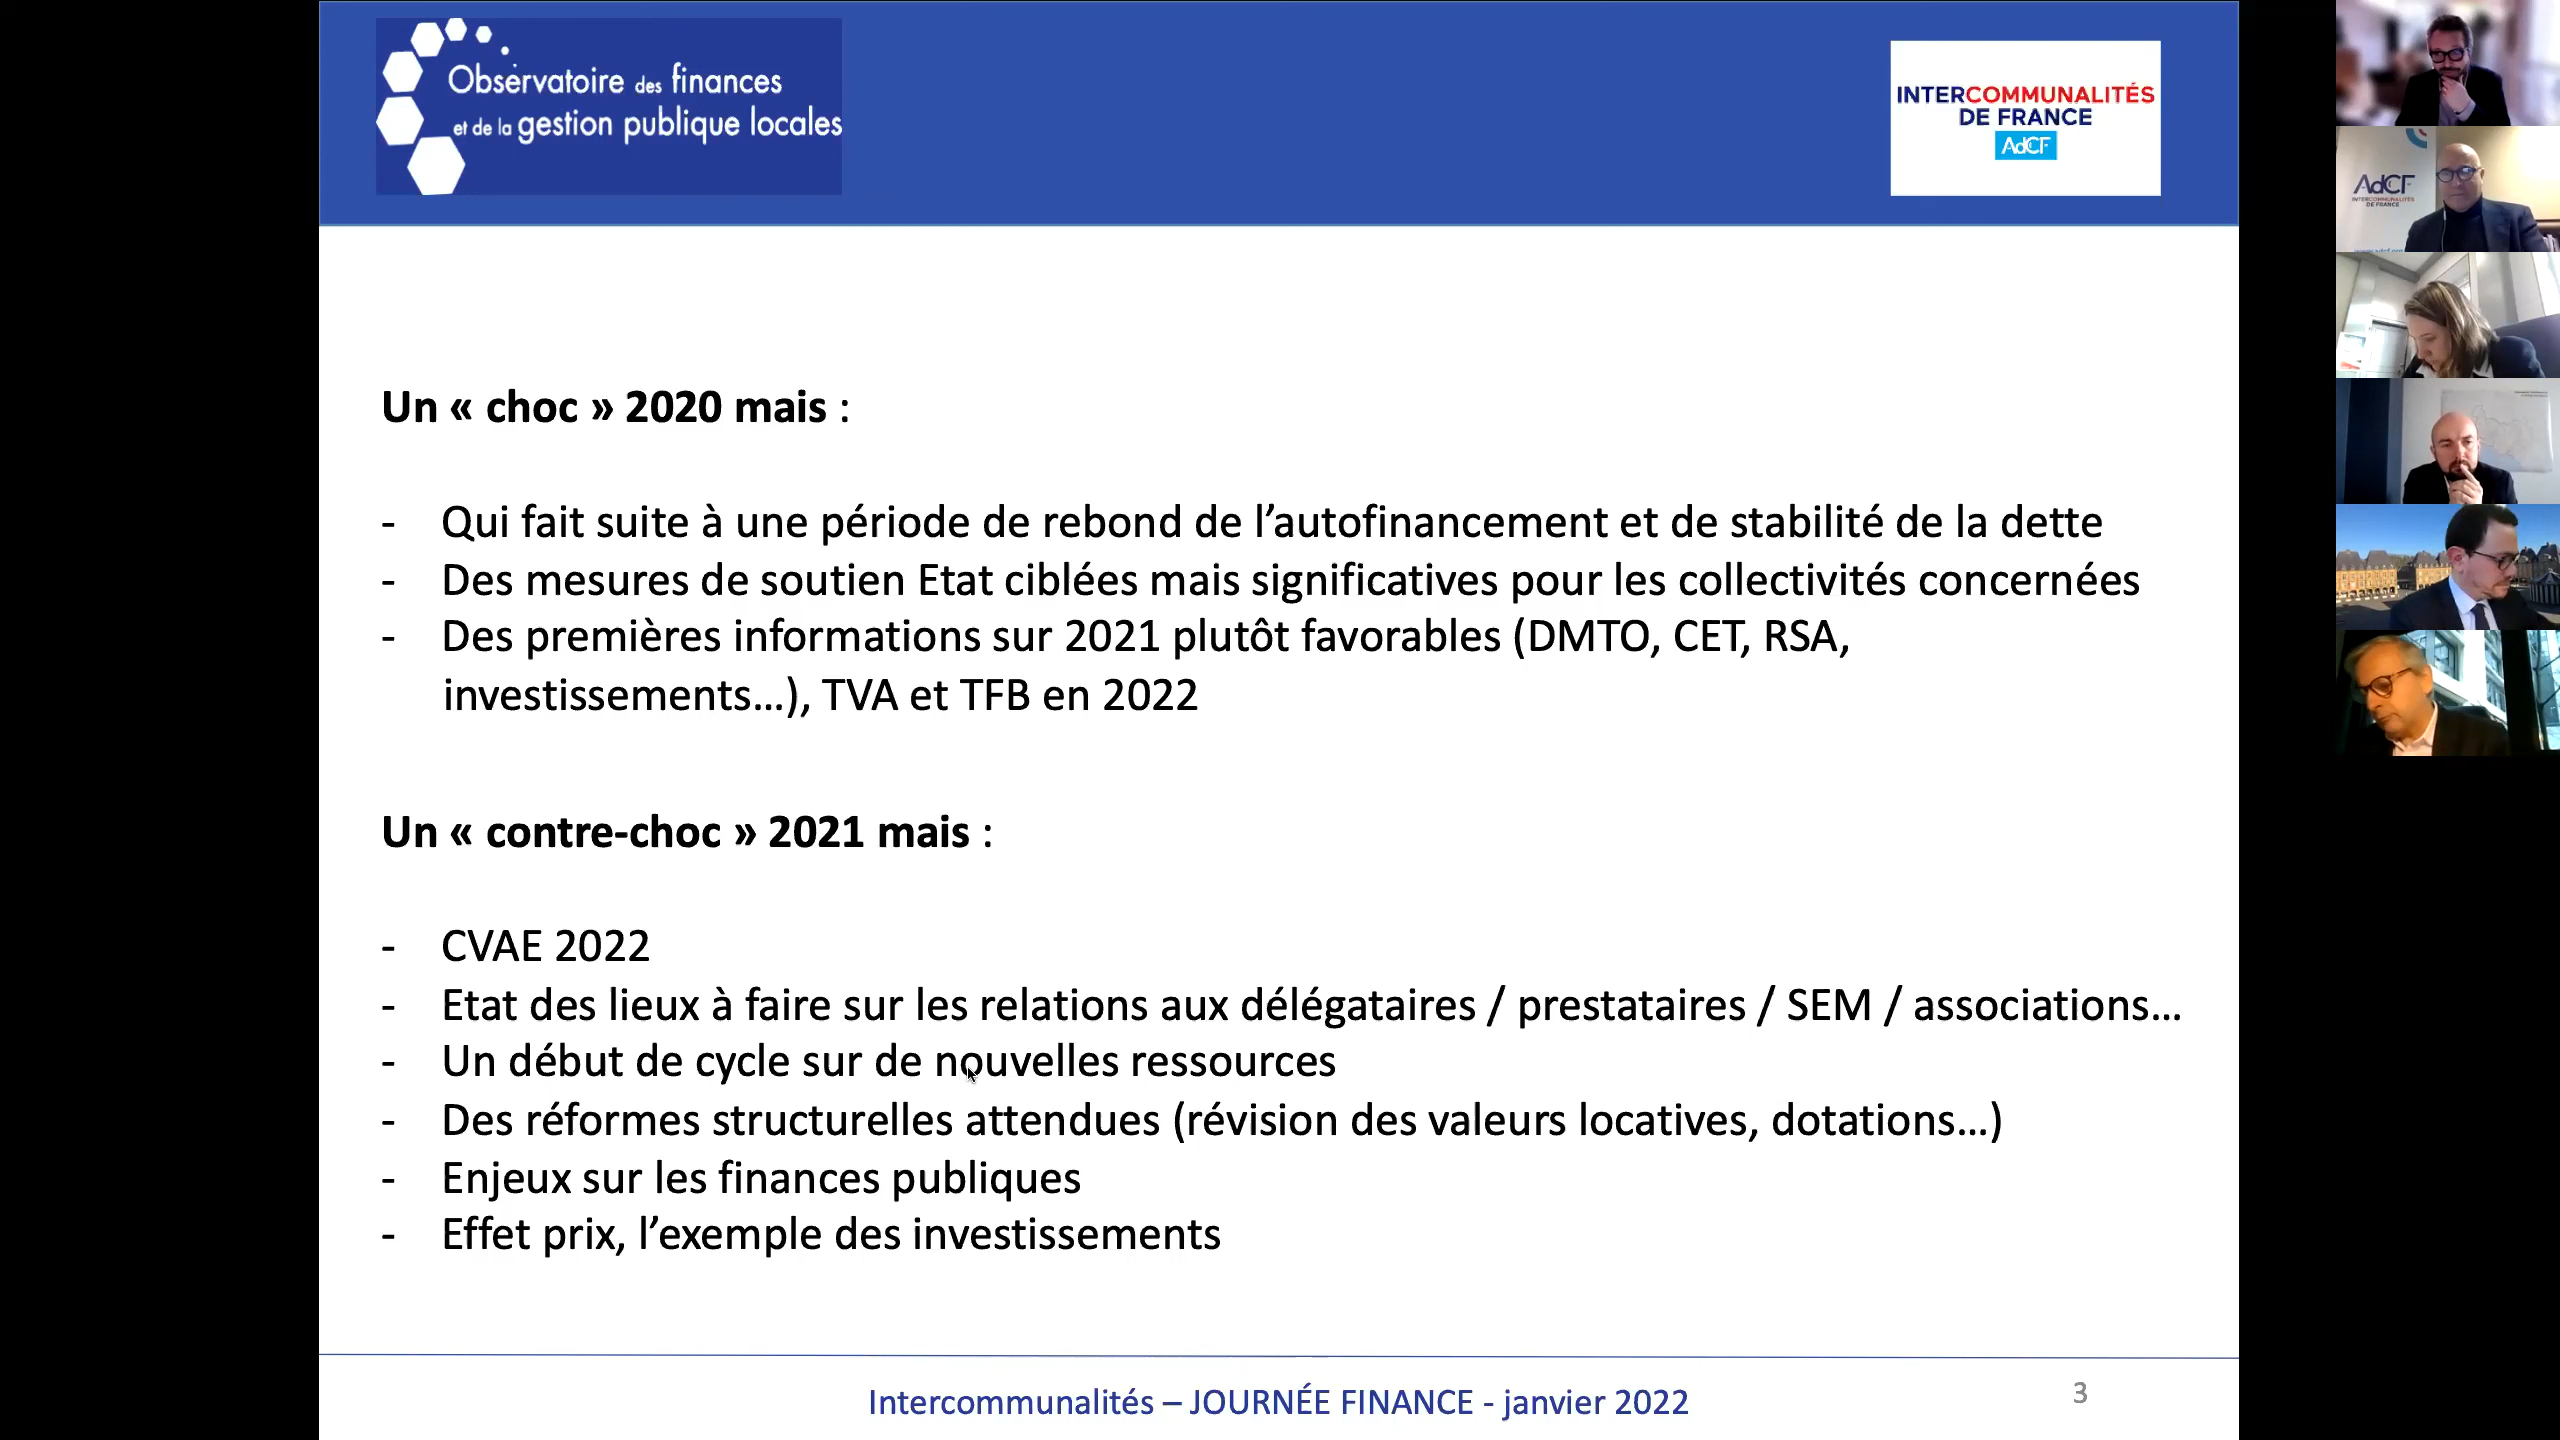 Observatoire des finances
et de la gestion publique locales
INTERCOMMUNALITÉS
DE FRANCE
AdCF
Un « choc » 2020 mais :
- Qui fait suite à une période de rebond de l’autofinancement et de stabilité de la dette
- Des mesures de soutien Etat ciblées mais significatives pour les collectivités concernées
- Des premières informations sur 2021 plutôt favorables (DMTO, CET, RSA,
investissements…), TVA et TFB en 2022
Un « contre-choc » 2021 mais :
- CVAE 2022
- Etat des lieux à faire sur les relations aux délégataires / prestataires / SEM / associations…
- Un début de cycle sur de nouvelles ressources
- Des réformes structurelles attendues (révision des valeurs locatives, dotations…)
- Enjeux sur les finances publiques
- Effet prix, l’exemple des investissements
Intercommunalités – JOURNÉE FINANCE - janvier 2022
3
AdCF
INTERCOMMUNALITÉS
DE FRANCE